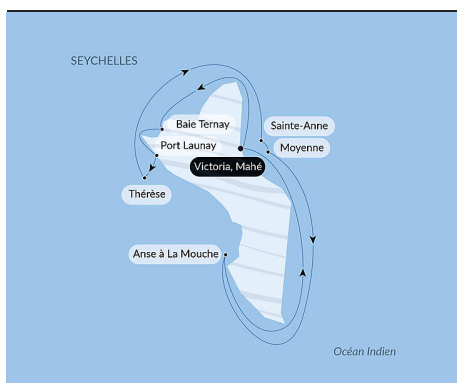 SEYCHELLES
Baie Ternay
Sainte-Anne
Port Launay
Moyenne
Victoria, Mahé
Thérèse
Anse à La Mouche
Océan Indien